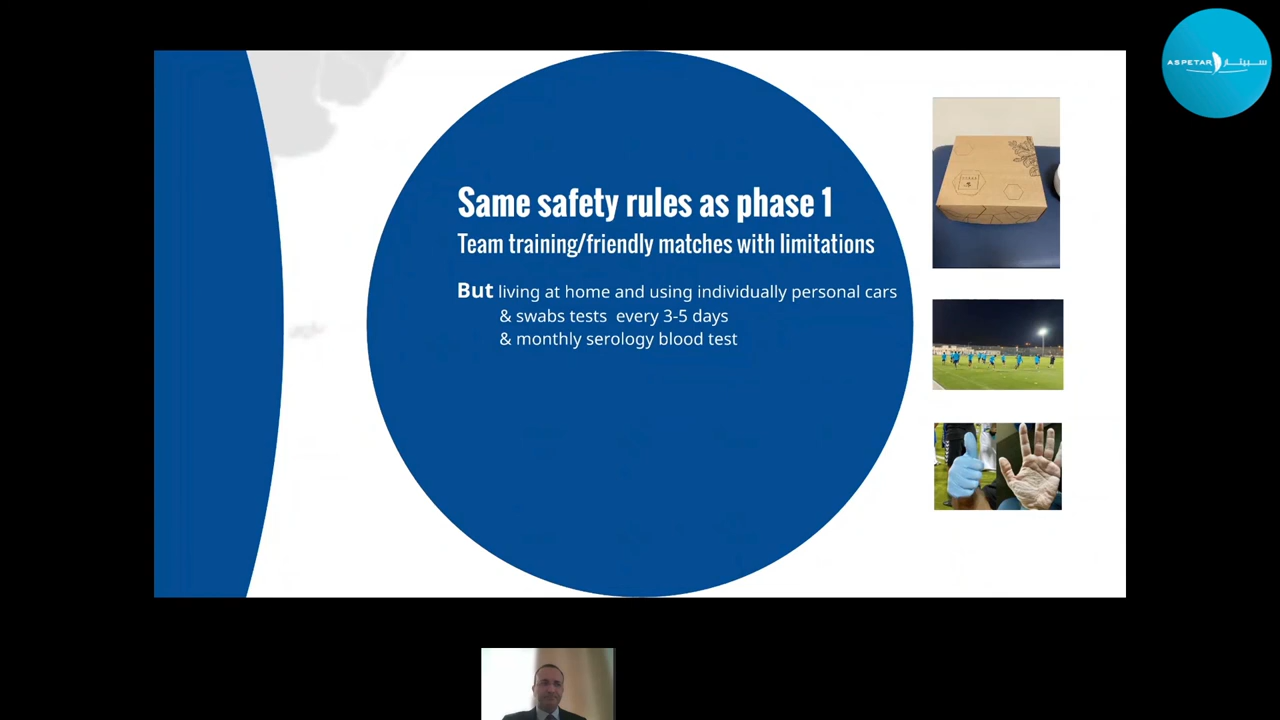 ASPETAR سبيتار
Same safety rules as phase 1
Team training/friendly matches with limitations
But living at home and using individually personal cars
& swabs tests every 3-5 days
& monthly serology blood test